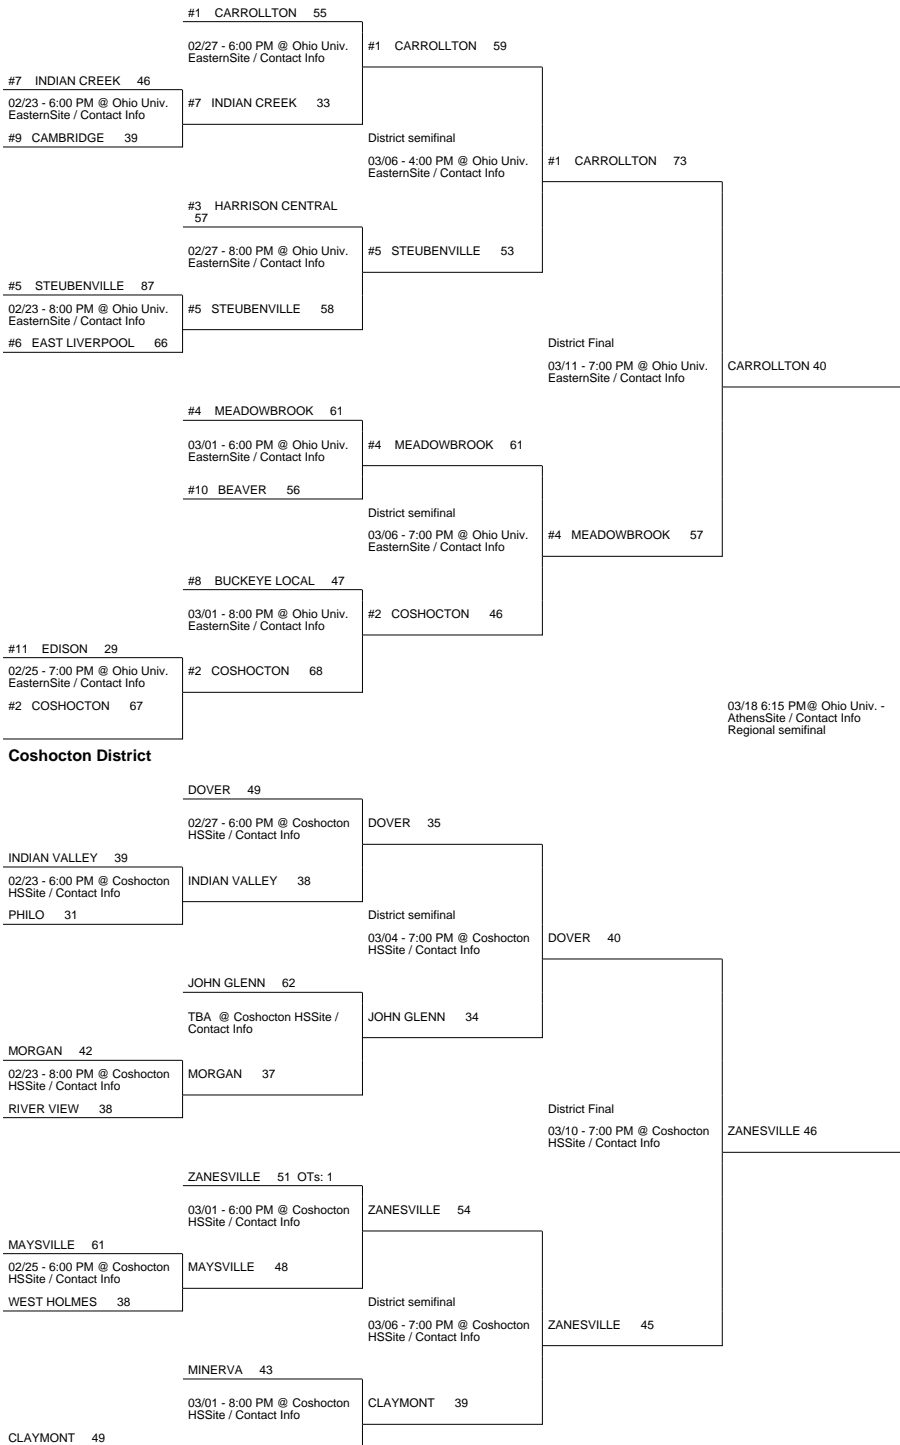 #1 CARROLLTON 55
02/27 - 6:00 PM @ Ohio Univ.
EasternSite / Contact Info
#1 CARROLLTON 59
#7 INDIAN CREEK 46
02/23 - 6:00 PM @ Ohio Univ.
EasternSite / Contact Info
#7 INDIAN CREEK 33
#9 CAMBRIDGE 39
District semifinal
03/06 - 4:00 PM @ Ohio Univ.
EasternSite / Contact Info
#1 CARROLLTON 73
#3 HARRISON CENTRAL
57
02/27 - 8:00 PM @ Ohio Univ.
EasternSite / Contact Info
#5 STEUBENVILLE 53
#5 STEUBENVILLE 87
02/23 - 8:00 PM @ Ohio Univ.
EasternSite / Contact Info
#5 STEUBENVILLE 58
#6 EAST LIVERPOOL 66
District Final
03/11 - 7:00 PM @ Ohio Univ.
EasternSite / Contact Info
CARROLLTON 40
#4 MEADOWBROOK 61
03/01 - 6:00 PM @ Ohio Univ.
EasternSite / Contact Info
#4 MEADOWBROOK 61
#10 BEAVER 56
District semifinal
03/06 - 7:00 PM @ Ohio Univ.
EasternSite / Contact Info
#4 MEADOWBROOK 57
#8 BUCKEYE LOCAL 47
03/01 - 8:00 PM @ Ohio Univ.
EasternSite / Contact Info
#2 COSHOCTON 46
#11 EDISON 29
02/25 - 7:00 PM @ Ohio Univ.
EasternSite / Contact Info
#2 COSHOCTON 68
#2 COSHOCTON 67
03/18 6:15 PM@ Ohio Univ. -
AthensSite / Contact Info
Regional semifinal
Coshocton District
DOVER 49
02/27 - 6:00 PM @ Coshocton
HSSite / Contact Info
DOVER 35
INDIAN VALLEY 39
02/23 - 6:00 PM @ Coshocton
HSSite / Contact Info
INDIAN VALLEY 38
PHILO 31
District semifinal
03/04 - 7:00 PM @ Coshocton
HSSite / Contact Info
DOVER 40
JOHN GLENN 62
TBA @ Coshocton HSSite /
Contact Info
JOHN GLENN 34
MORGAN 42
02/23 - 8:00 PM @ Coshocton
HSSite / Contact Info
MORGAN 37
RIVER VIEW 38
District Final
03/10 - 7:00 PM @ Coshocton
HSSite / Contact Info
ZANESVILLE 46
ZANESVILLE 51 OTs: 1
03/01 - 6:00 PM @ Coshocton
HSSite / Contact Info
ZANESVILLE 54
MAYSVILLE 61
02/25 - 6:00 PM @ Coshocton
HSSite / Contact Info
MAYSVILLE 48
WEST HOLMES 38
District semifinal
03/06 - 7:00 PM @ Coshocton
HSSite / Contact Info
ZANESVILLE 45
MINERVA 43
03/01 - 8:00 PM @ Coshocton
HSSite / Contact Info
CLAYMONT 39
CLAYMONT 49